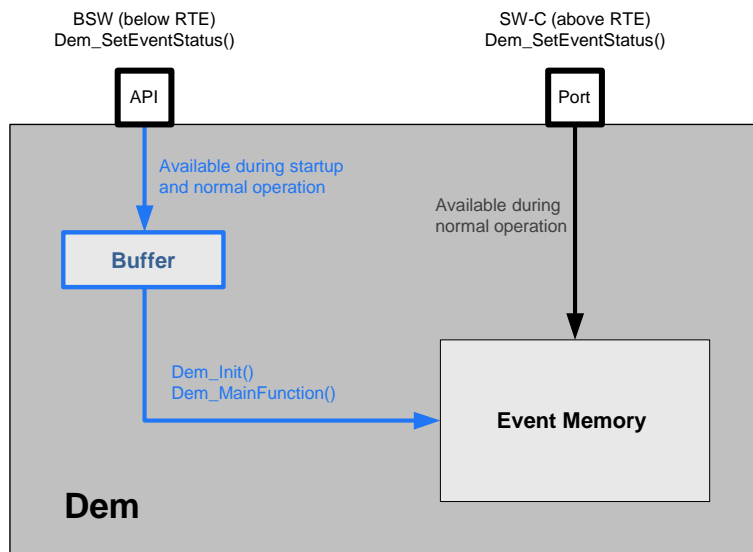 BSW (below RTE)
Dem_SetEventStatus()
SW-C (above RTE)
Dem_SetEventStatus()
API
Port
Available during startup
and normal operation
Available during
normal operation
Buffer
Dem_Init()
Dem_MainFunction()
Event Memory
Dem